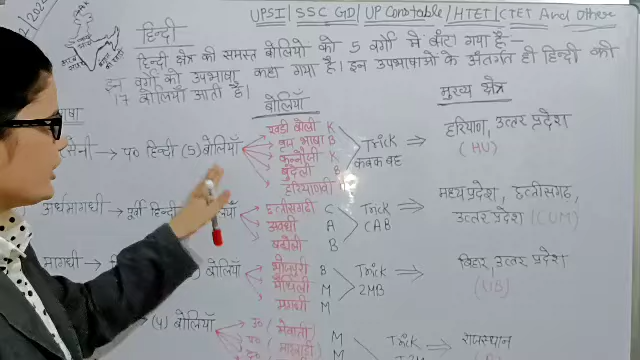 UPSI / SSC GD / UP Constable / HTET / CTET And Others
हिन्दी
हिन्दी क्षेत्र की समस्त बोलियो को 5 वर्गो मे बाँटा गया है:-
इन वर्गो को उपभाषा कहा गया है। इन उपभाषाओ के अंतर्गत ही हिन्दी की
17 बोलियाँ आती है।
बोलियाँ
मुख्य क्षेत्र
प० हिन्दी (5) बोलियाँ
खड़ी बोली K
ब्रज भाषा B
कन्नौजी K
बुंदेली B
हरियाणवी
Trick
हरियाणा, उत्तर प्रदेश
(HU)
अर्धमागधी → पूर्वी हिन्दी
छत्तीसगढ़ी C
अवधी A
बघेली B
Trick
CAB
मध्य प्रदेश, छत्तीसगढ़,
उत्तर प्रदेश (CUM)
मागधी
बोलियाँ
भोजपुरी B
मैथिली M
मगधी M
Trick
2MB
बिहार, उत्तर प्रदेश
(UB)
(4) बोलियाँ
उ० (मेवाती) M
Trick
राजस्थान